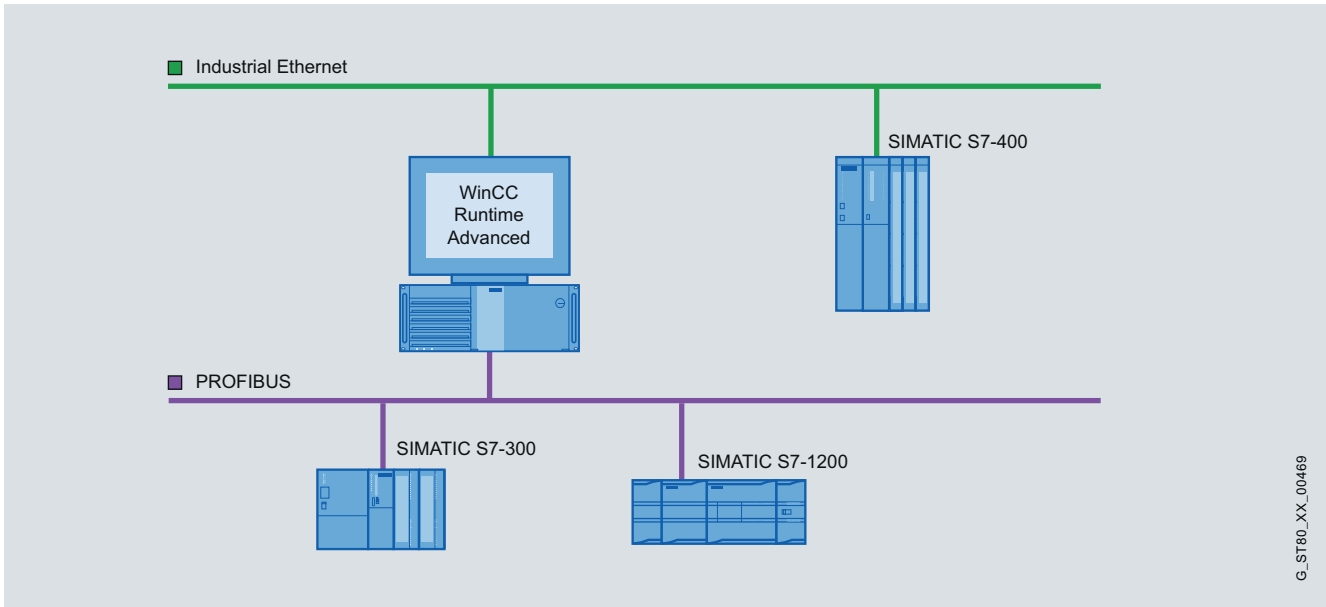 Industrial Ethernet
SIMATIC S7-400
WinCC
Runtime
Advanced
PROFIBUS
SIMATIC S7-300
SIMATIC S7-1200
G_ST80_XX_00469